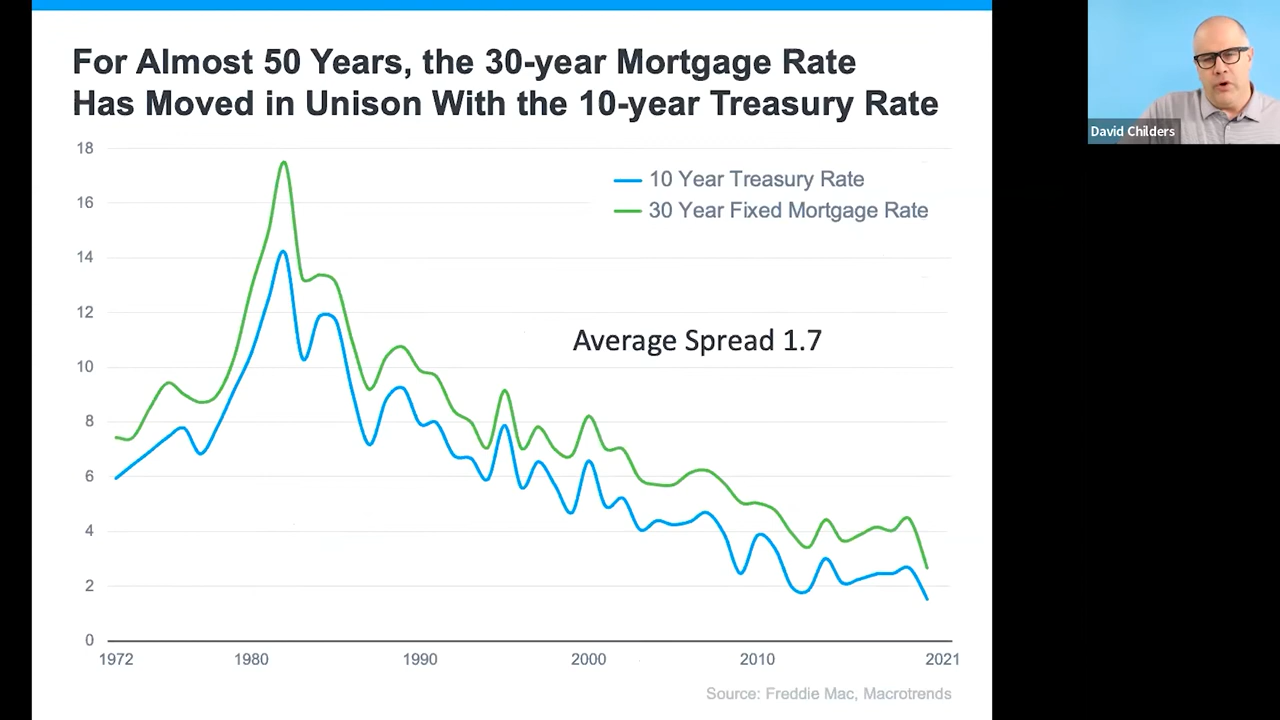 For Almost 50 Years, the 30-year Mortgage Rate
Has Moved in Unison With the 10-year Treasury Rate
David Childers
18
16
14
12
10
8
6
4
2
0
10 Year Treasury Rate
30 Year Fixed Mortgage Rate
Average Spread 1.7
1972 1980 1990 2000 2010 2021
Source: Freddie Mac, Macrotrends